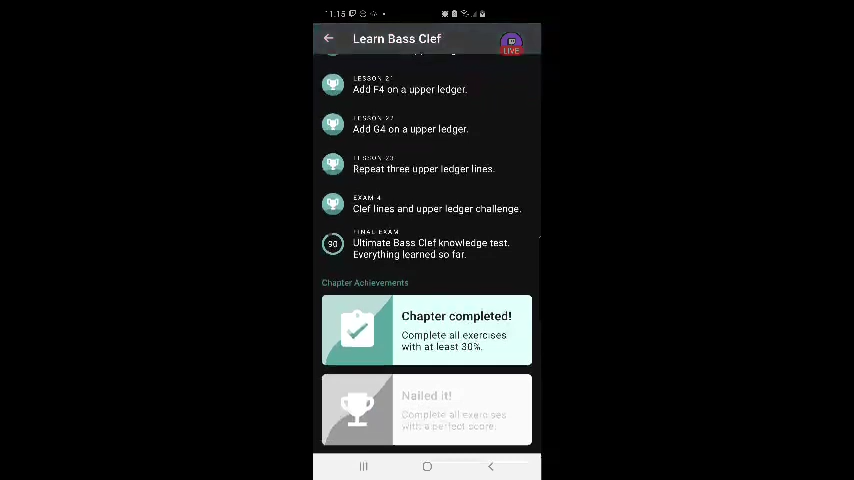 11.15
Learn Bass Clef
LIVE
LESSON 21
Add F4 on a upper ledger.
LESSON 22
Add G4 on a upper ledger.
LESSON 23
Repeat three upper ledger lines.
EXAM 4
Clef lines and upper ledger challenge.
FINAL EXAM
90
Ultimate Bass Clef knowledge test.
Everything learned so far.
Chapter Achievements
Chapter completed!
Complete all exercises
with at least 30%.
Nailed it!
Complete all exercises
with a perfect score.